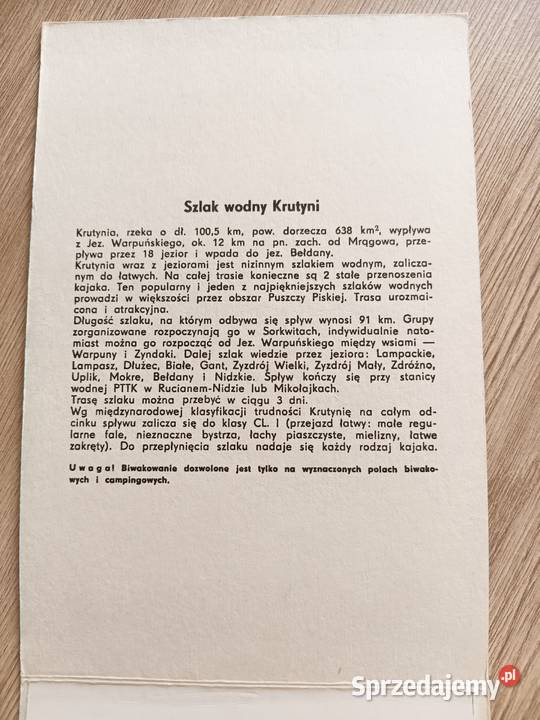 Szlak wodny Krutyni
Krutynia, rzeka o dł. 100,5 km, pow. dorzecza 638 km², wypływa
z Jez. Warpuńskiego, ok. 12 km na pn. zach. od Mrągowa, prze-
pływa przez 18 jezior i wpada do jez. Bełdany.
Krutynia wraz z jeziorami jest nizinnym szlakiem wodnym, zalicza-
nym do łatwych. Na całej trasie konieczne są 2 stałe przenoszenia
kajaka. Ten popularny i jeden z najpiękniejszych szlaków wodnych
prowadzi w większości przez obszar Puszczy Piskiej. Trasa urozmai-
cona i atrakcyjna.
Długość szlaku, na którym odbywa się spływ wynosi 91 km. Grupy
zorganizowane rozpoczynają go w Sorkwitach, indywidualnie nato-
miast można go rozpocząć od Jez. Warpuńskiego między wsiami —
Warpuny i Zyndaki. Dalej szlak wiedzie przez jeziora: Lampackie,
Lampasz, Dłużec, Białe, Gant, Zyzdrój Wielki, Zyzdrój Mały, Zdróżno,
Uplik, Mokre, Bełdany i Nidzkie. Spływ kończy się przy stanicy
wodnej PTTK w Rucianem-Nidzie lub Mikołajkach.
Trasę szlaku można przebyć w ciągu 3 dni.
Wg międzynarodowej klasyfikacji trudności Krutynię na całym od-
cinku spływu zalicza się do klasy CL. I (przejazd łatwy: małe regu-
larne fale, nieznaczne bystrza, łachy piaszczyste, mielizny, łatwe
zakręty). Do przepłynięcia szlaku nadaje się każdy rodzaj kajaka.
Uwaga! Biwakowanie dozwolone jest tylko na wyznaczonych polach biwako-
wych i campingowych.
Sprzedajemy.pl